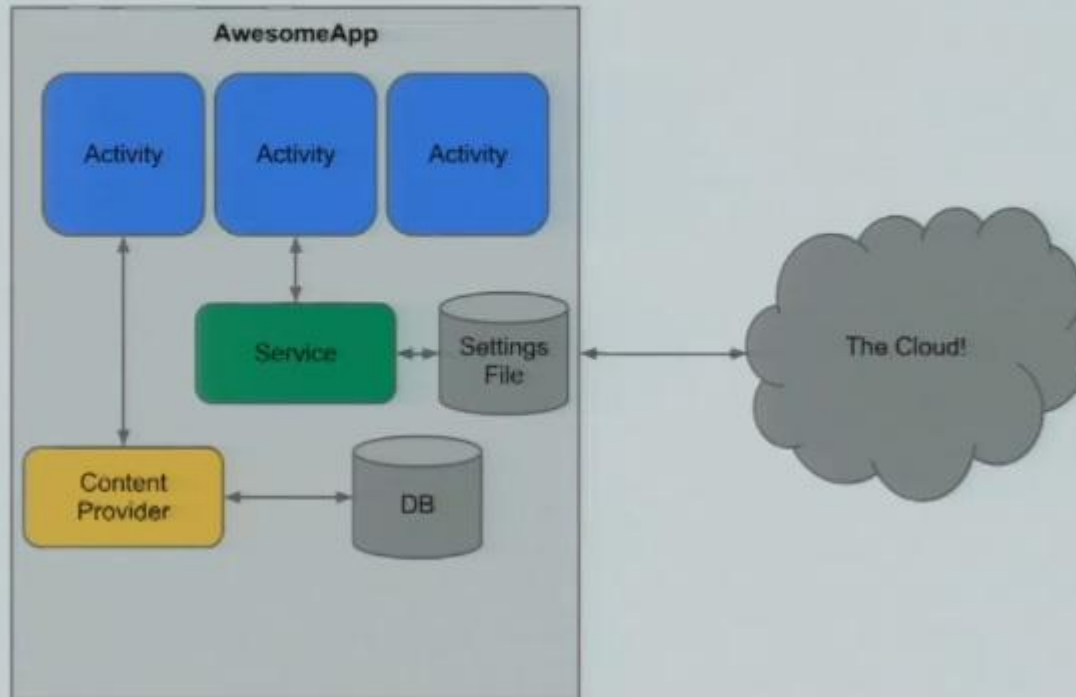 AwesomeApp
Activity
Activity
Activity
Service
Settings
File
The Cloud!
Content
Provider
DB